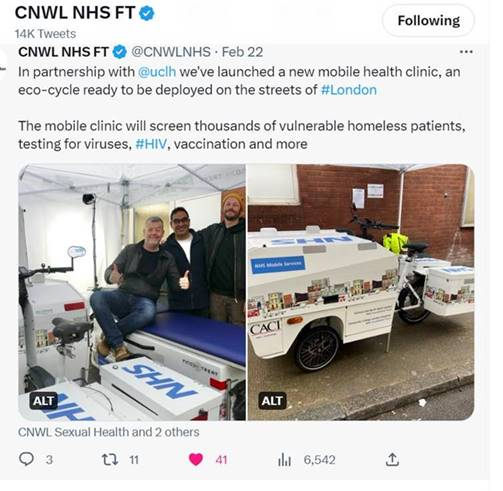 CNWL NHS FT
14K Tweets
Following
CNWL NHS FT @CNWLNHS · Feb 22
In partnership with @uclh we've launched a new mobile health clinic, an
eco-cycle ready to be deployed on the streets of #London
The mobile clinic will screen thousands of vulnerable homeless patients,
testing for viruses, #HIV, vaccination and more
NHS
ALT
NHS
NHS Mobile Services
CACI
NHS
ALT
CNWL Sexual Health and 2 others
3 11 41 6,542